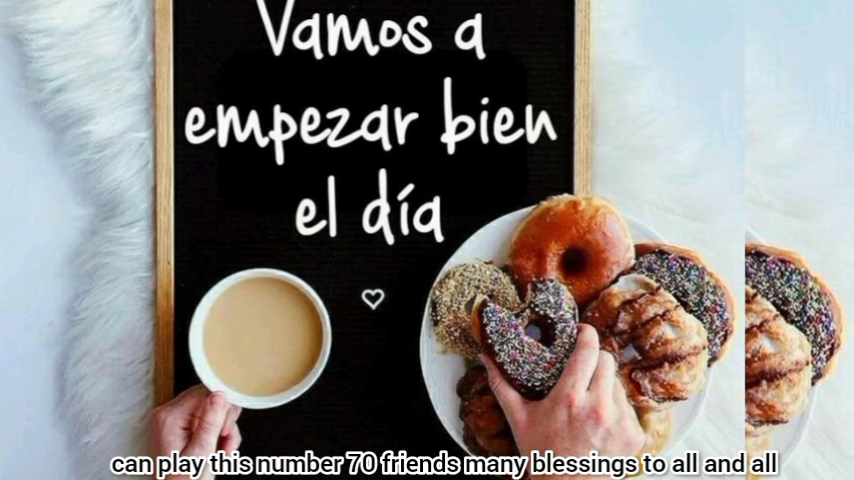 Vamos a
empezar bien
el día
can play this number 70 friends many blessings to all and all